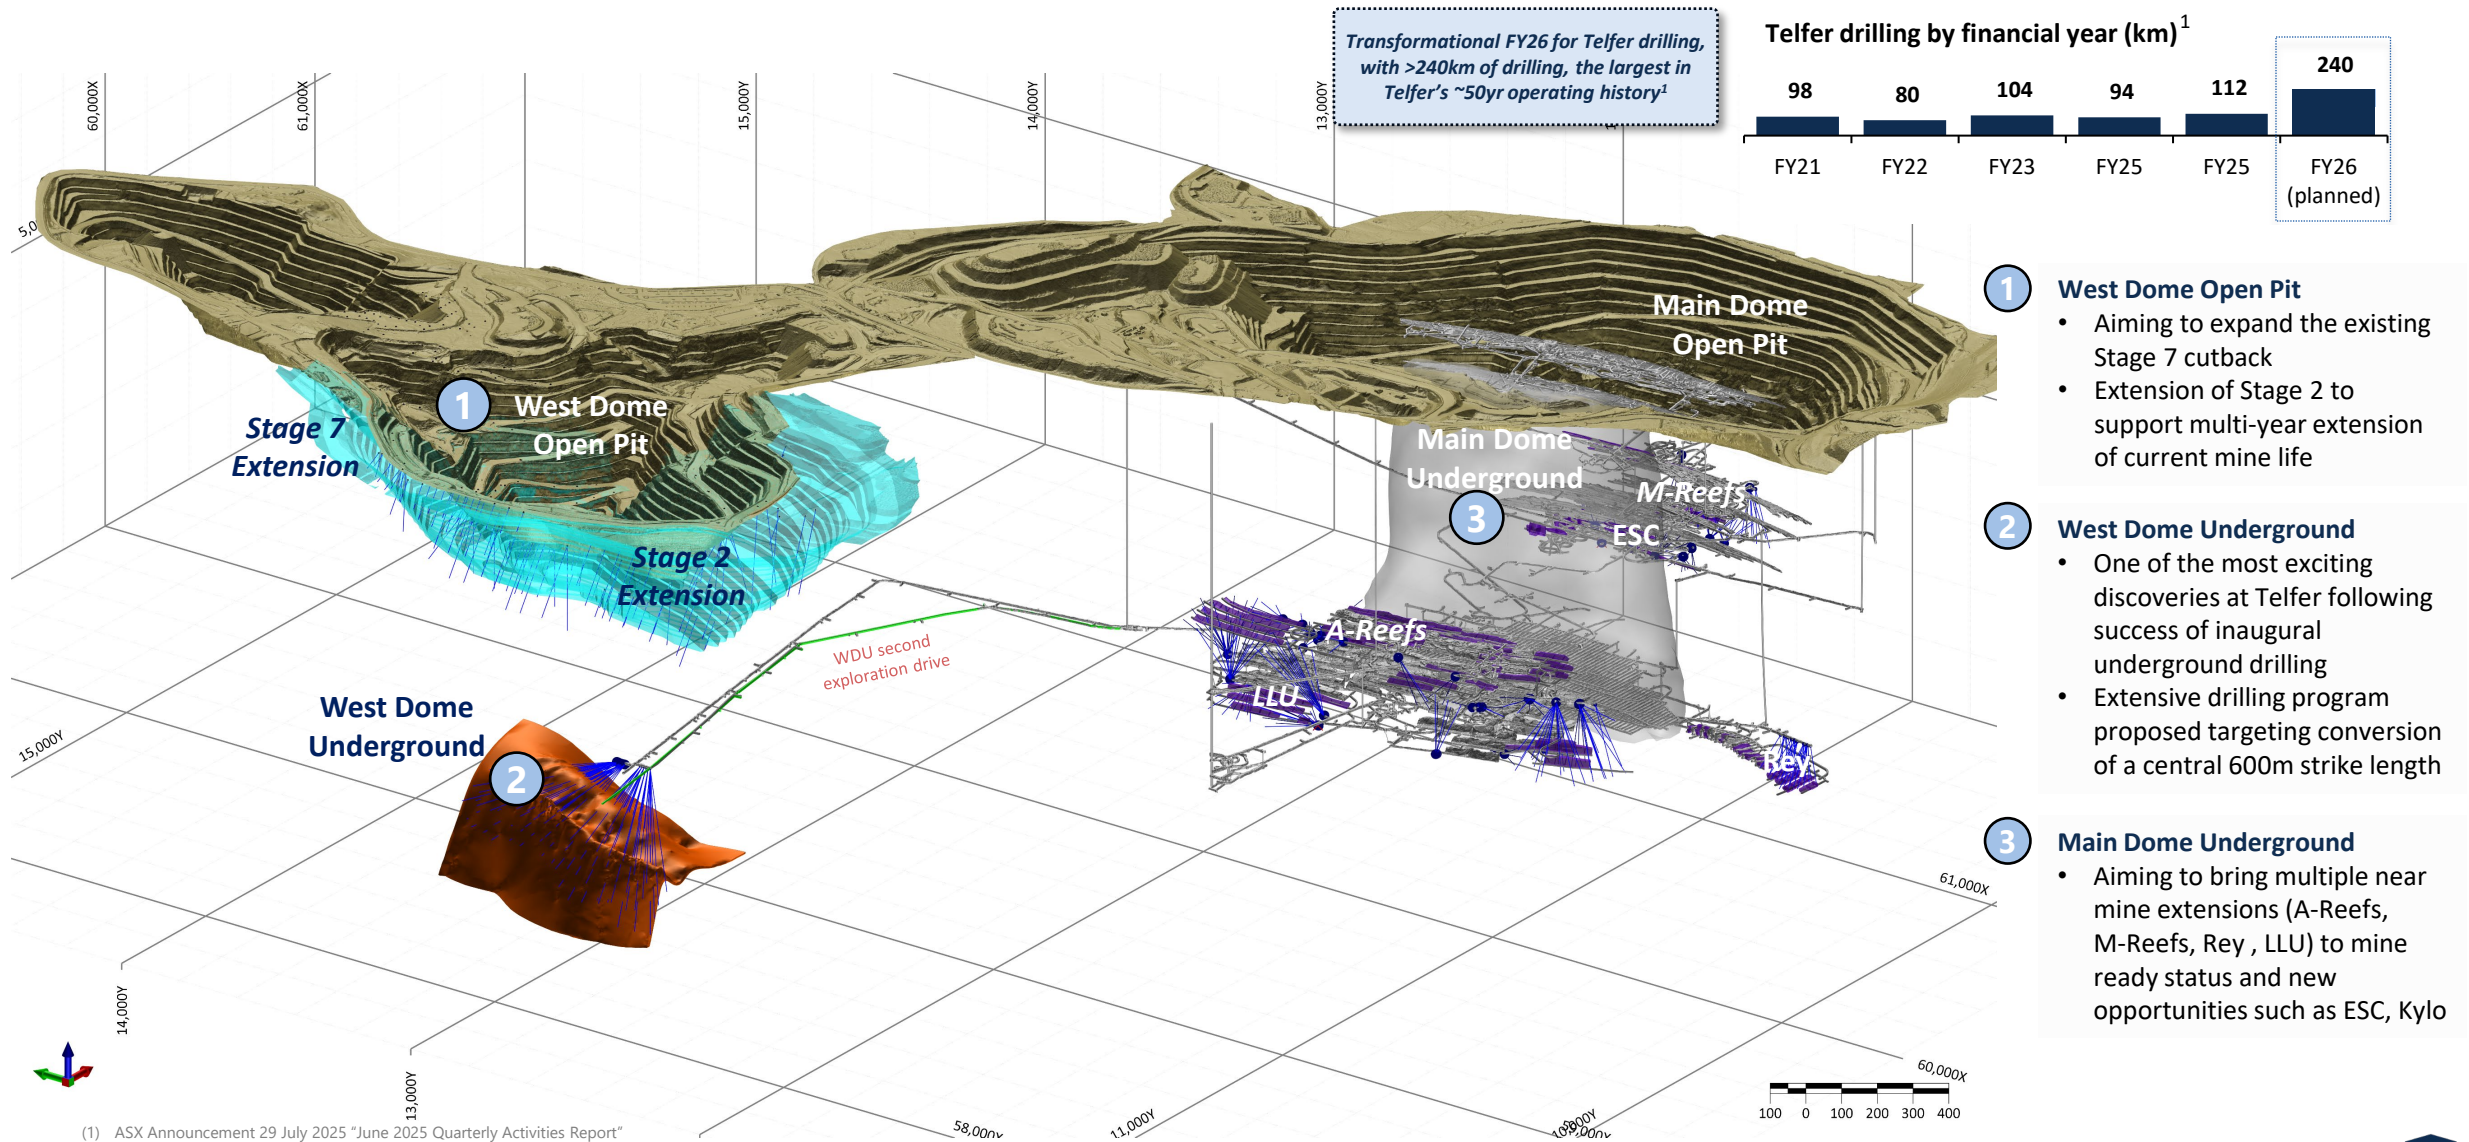 Transformational FY26 for Telfer drilling,
with >240km of drilling, the largest in
Telfer's ~50yr operating history1
Telfer drilling by financial year (km)1
98
80
104
94
112
240
FY21
FY22
FY23
FY25
FY25
FY26
(planned)
60,000X
61,000X
15,000Y
14,000Y
13,000Y
5,0
Main Dome
Open Pit
1
West Dome
Open Pit
Stage 7
Extension
Stage 2
Extension
Main Dome
Underground
3
M-Reefs
ESC
A-Reefs
LLU
Rey
WDU second
exploration drive
West Dome
Underground
2
15,000Y
14,000Y
13,000Y
58,000X
11,000Y
61,000X
60,000X
100 0 100 200 300 400
1
West Dome Open Pit
• Aiming to expand the existing
Stage 7 cutback
• Extension of Stage 2 to
support multi-year extension
of current mine life
2
West Dome Underground
• One of the most exciting
discoveries at Telfer following
success of inaugural
underground drilling
• Extensive drilling program
proposed targeting conversion
of a central 600m strike length
3
Main Dome Underground
• Aiming to bring multiple near
mine extensions (A-Reefs,
M-Reefs, Rey , LLU) to mine
ready status and new
opportunities such as ESC, Kylo
(1) ASX Announcement 29 July 2025 "June 2025 Quarterly Activities Report"